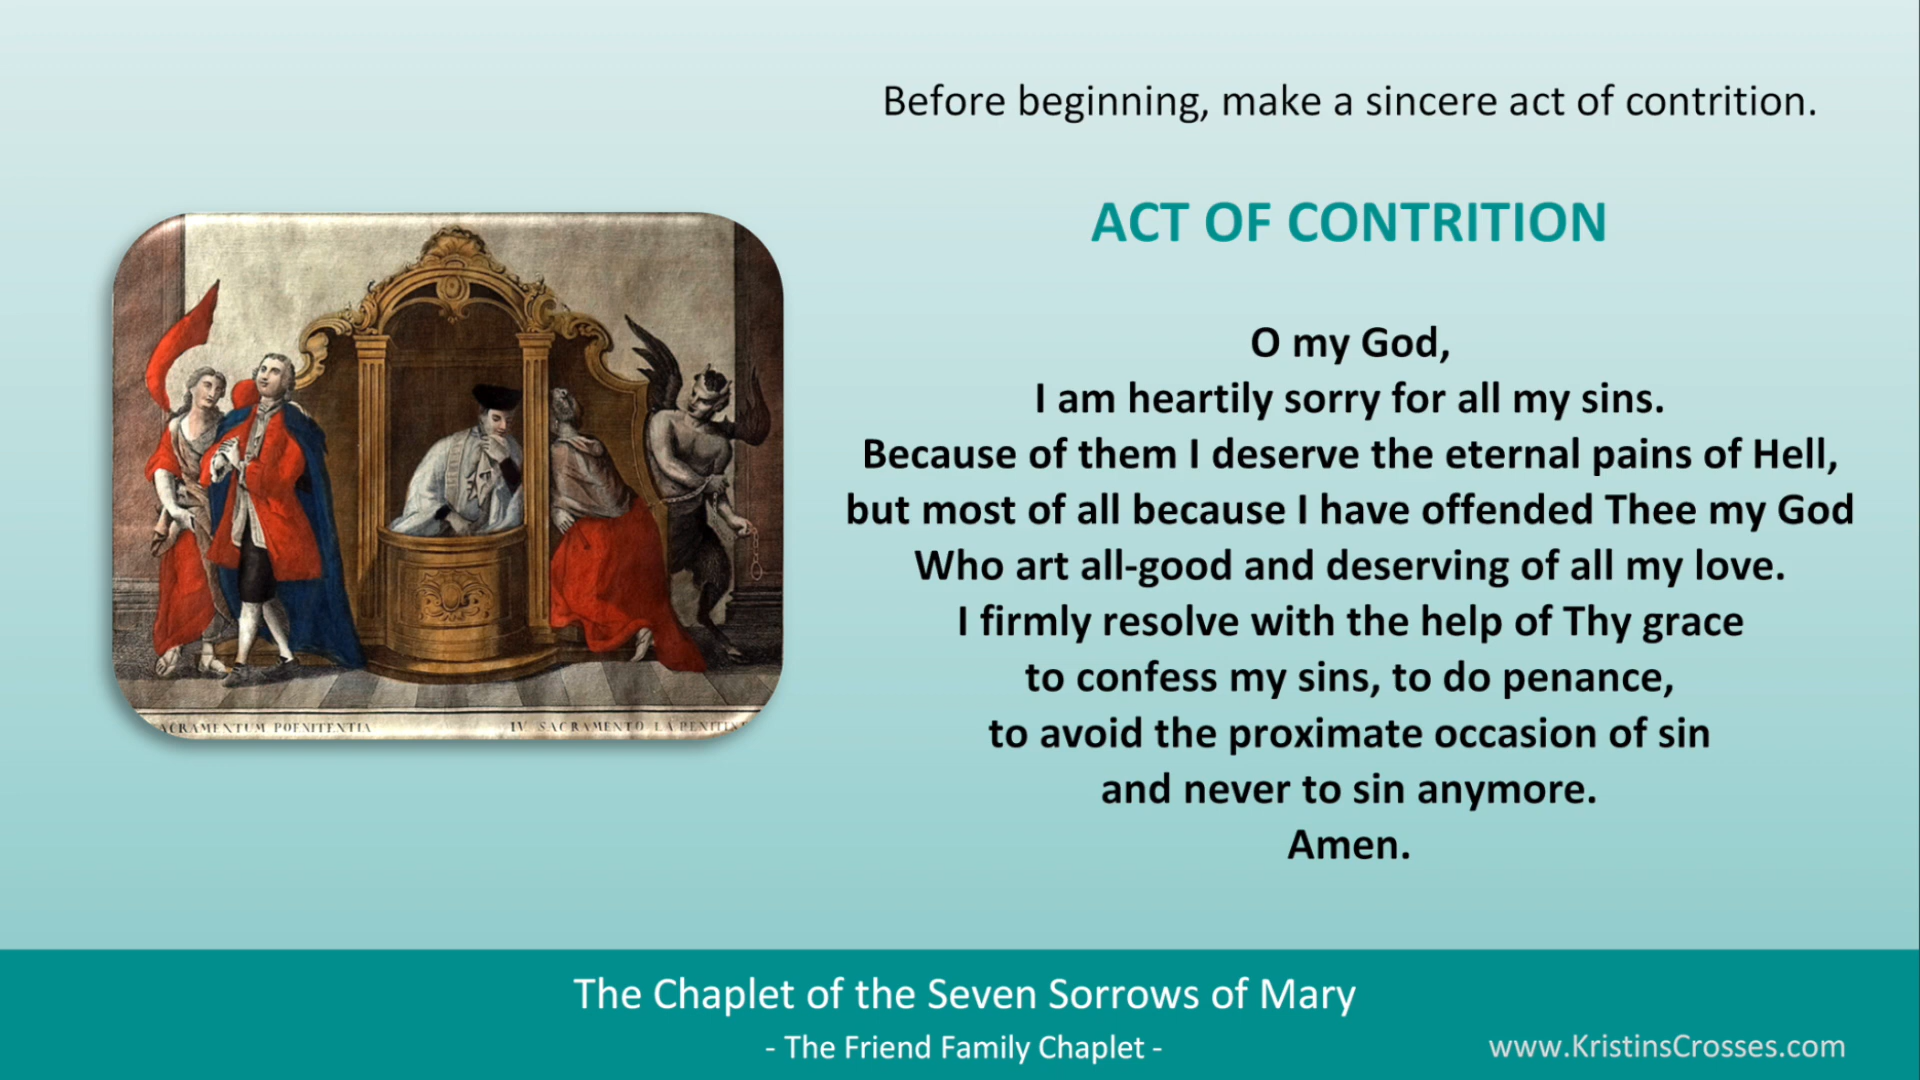 Before beginning, make a sincere act of contrition.
ACT OF CONTRITION
O my God,
I am heartily sorry for all my sins.
Because of them I deserve the eternal pains of Hell,
but most of all because I have offended Thee my God
Who art all-good and deserving of all my love.
I firmly resolve with the help of Thy grace
to confess my sins, to do penance,
to avoid the proximate occasion of sin
and never to sin anymore.
Amen.
POENITENTIA
IV SACRAMENTO LA
The Chaplet of the Seven Sorrows of Mary
- The Friend Family Chaplet -
www.KristinsCrosses.com